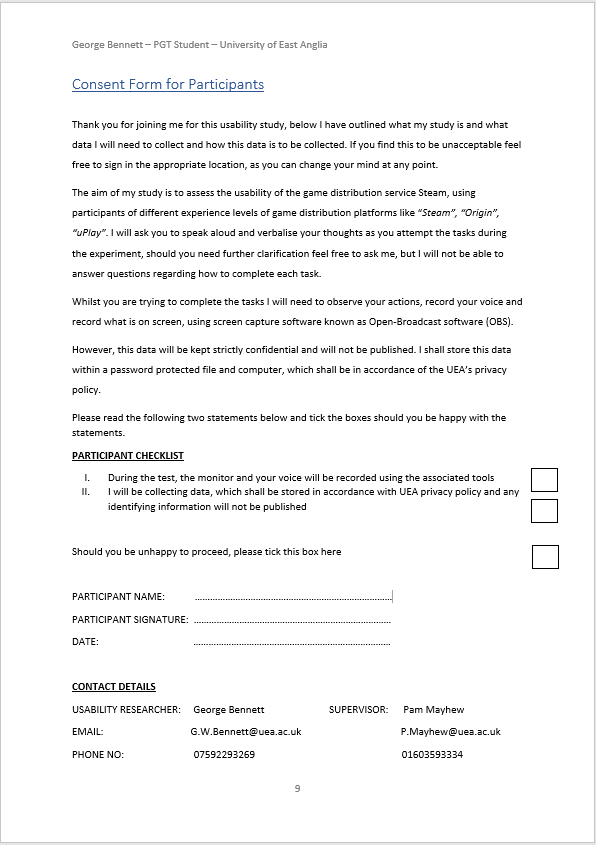 George Bennett – PGT Student – University of East Anglia
Consent Form for Participants
Thank you for joining me for this usability study, below I have outlined what my study is and what
data I will need to collect and how this data is to be collected. If you find this to be unacceptable feel
free to sign in the appropriate location, as you can change your mind at any point.
The aim of my study is to assess the usability of the game distribution service Steam, using
participants of different experience levels of game distribution platforms like “Steam”, “Origin”,
“uPlay”. I will ask you to speak aloud and verbalise your thoughts as you attempt the tasks during
the experiment, should you need further clarification feel free to ask me, but I will not be able to
answer questions regarding how to complete each task.
Whilst you are trying to complete the tasks I will need to observe your actions, record your voice and
record what is on screen, using screen capture software known as Open-Broadcast software (OBS).
However, this data will be kept strictly confidential and will not be published. I shall store this data
within a password protected file and computer, which shall be in accordance of the UEA’s privacy
policy.
Please read the following two statements below and tick the boxes should you be happy with the
statements.
PARTICIPANT CHECKLIST
I. During the test, the monitor and your voice will be recorded using the associated tools
II. I will be collecting data, which shall be stored in accordance with UEA privacy policy and any
identifying information will not be published
Should you be unhappy to proceed, please tick this box here
PARTICIPANT NAME: ..................................................................
PARTICIPANT SIGNATURE: ..................................................................
DATE: ..................................................................
CONTACT DETAILS
USABILITY RESEARCHER: George Bennett SUPERVISOR: Pam Mayhew
EMAIL: G.W.Bennett@uea.ac.uk P.Mayhew@uea.ac.uk
PHONE NO: 07592293269 01603593334
9